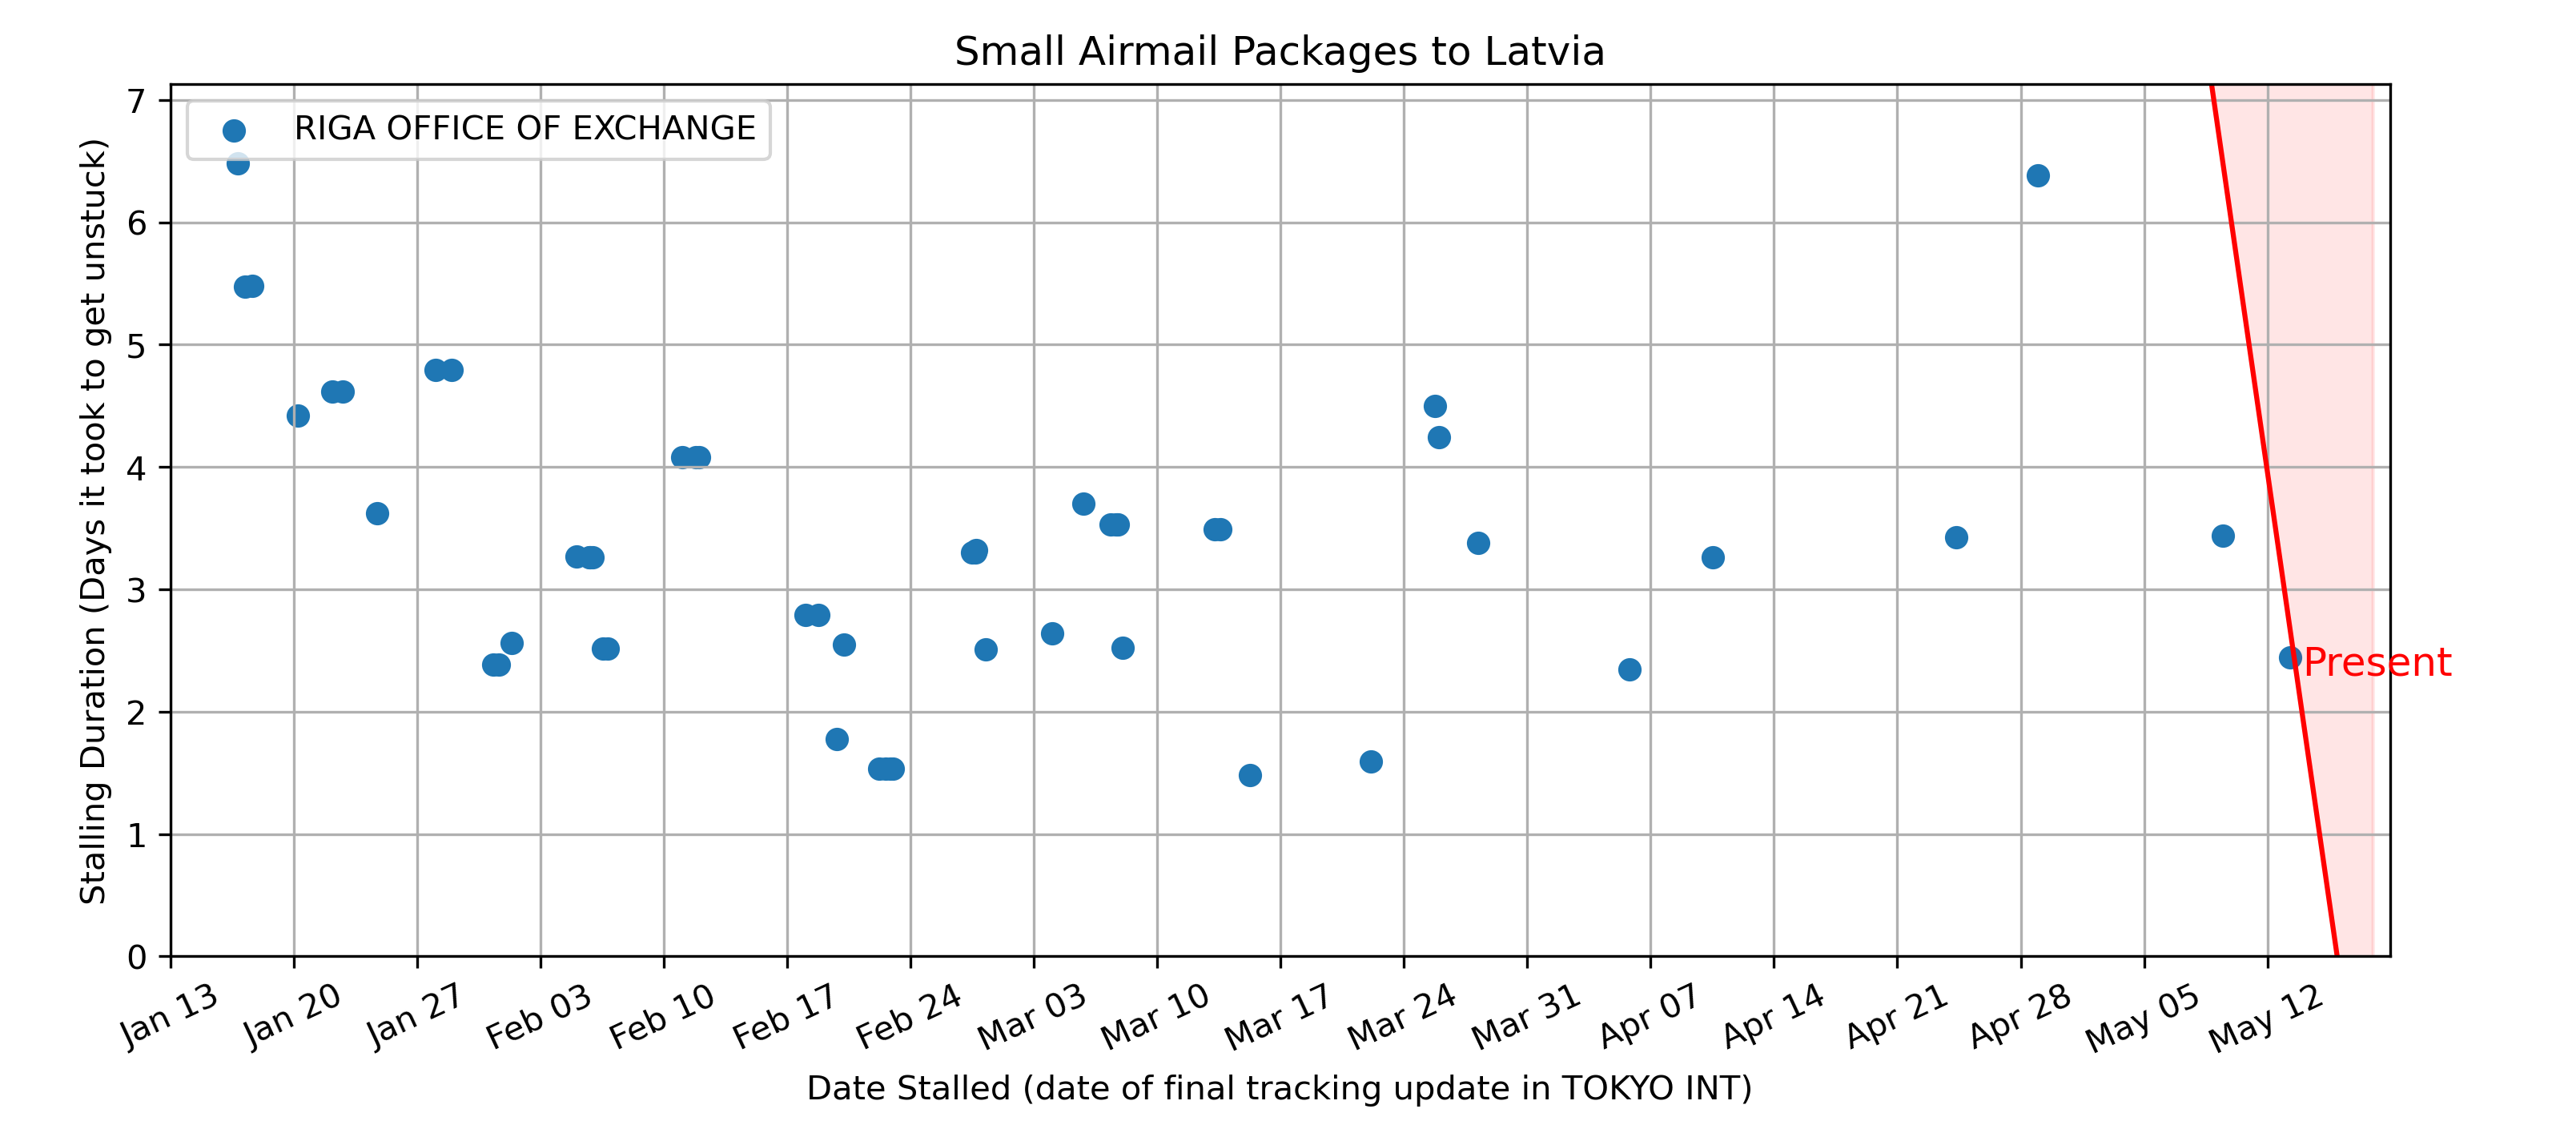 Small Airmail Packages to Latvia
RIGA OFFICE OF EXCHANGE
Stalling Duration (Days it took to get unstuck)
7
6
5
4
3
2
1
0
Present
Jan 13
Jan 20
Jan 27
Feb 03
Feb 10
Feb 17
Feb 24
Mar 03
Mar 10
Mar 17
Mar 24
Mar 31
Apr 07
Apr 14
Apr 21
Apr 28
May 05
May 12
Date Stalled (date of final tracking update in TOKYO INT)